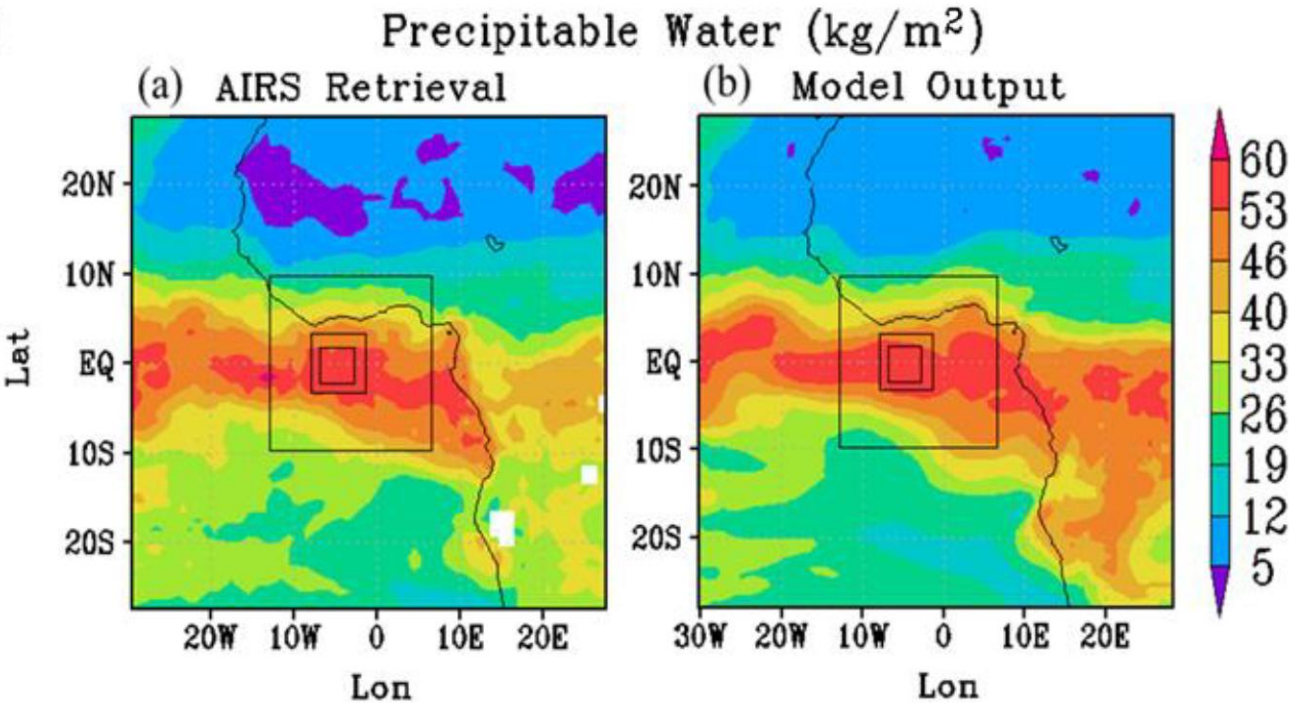 Precipitable Water (kg/m²)
(a) AIRS Retrieval
(b) Model Output
Lat
20N
10N
EQ
10S
20S
20W 10W 0 10E 20E
Lon
20N
10N
EQ
10S
20S
30W 20W 10W 0 10E 20E
Lon
60
53
46
40
33
26
19
12
5